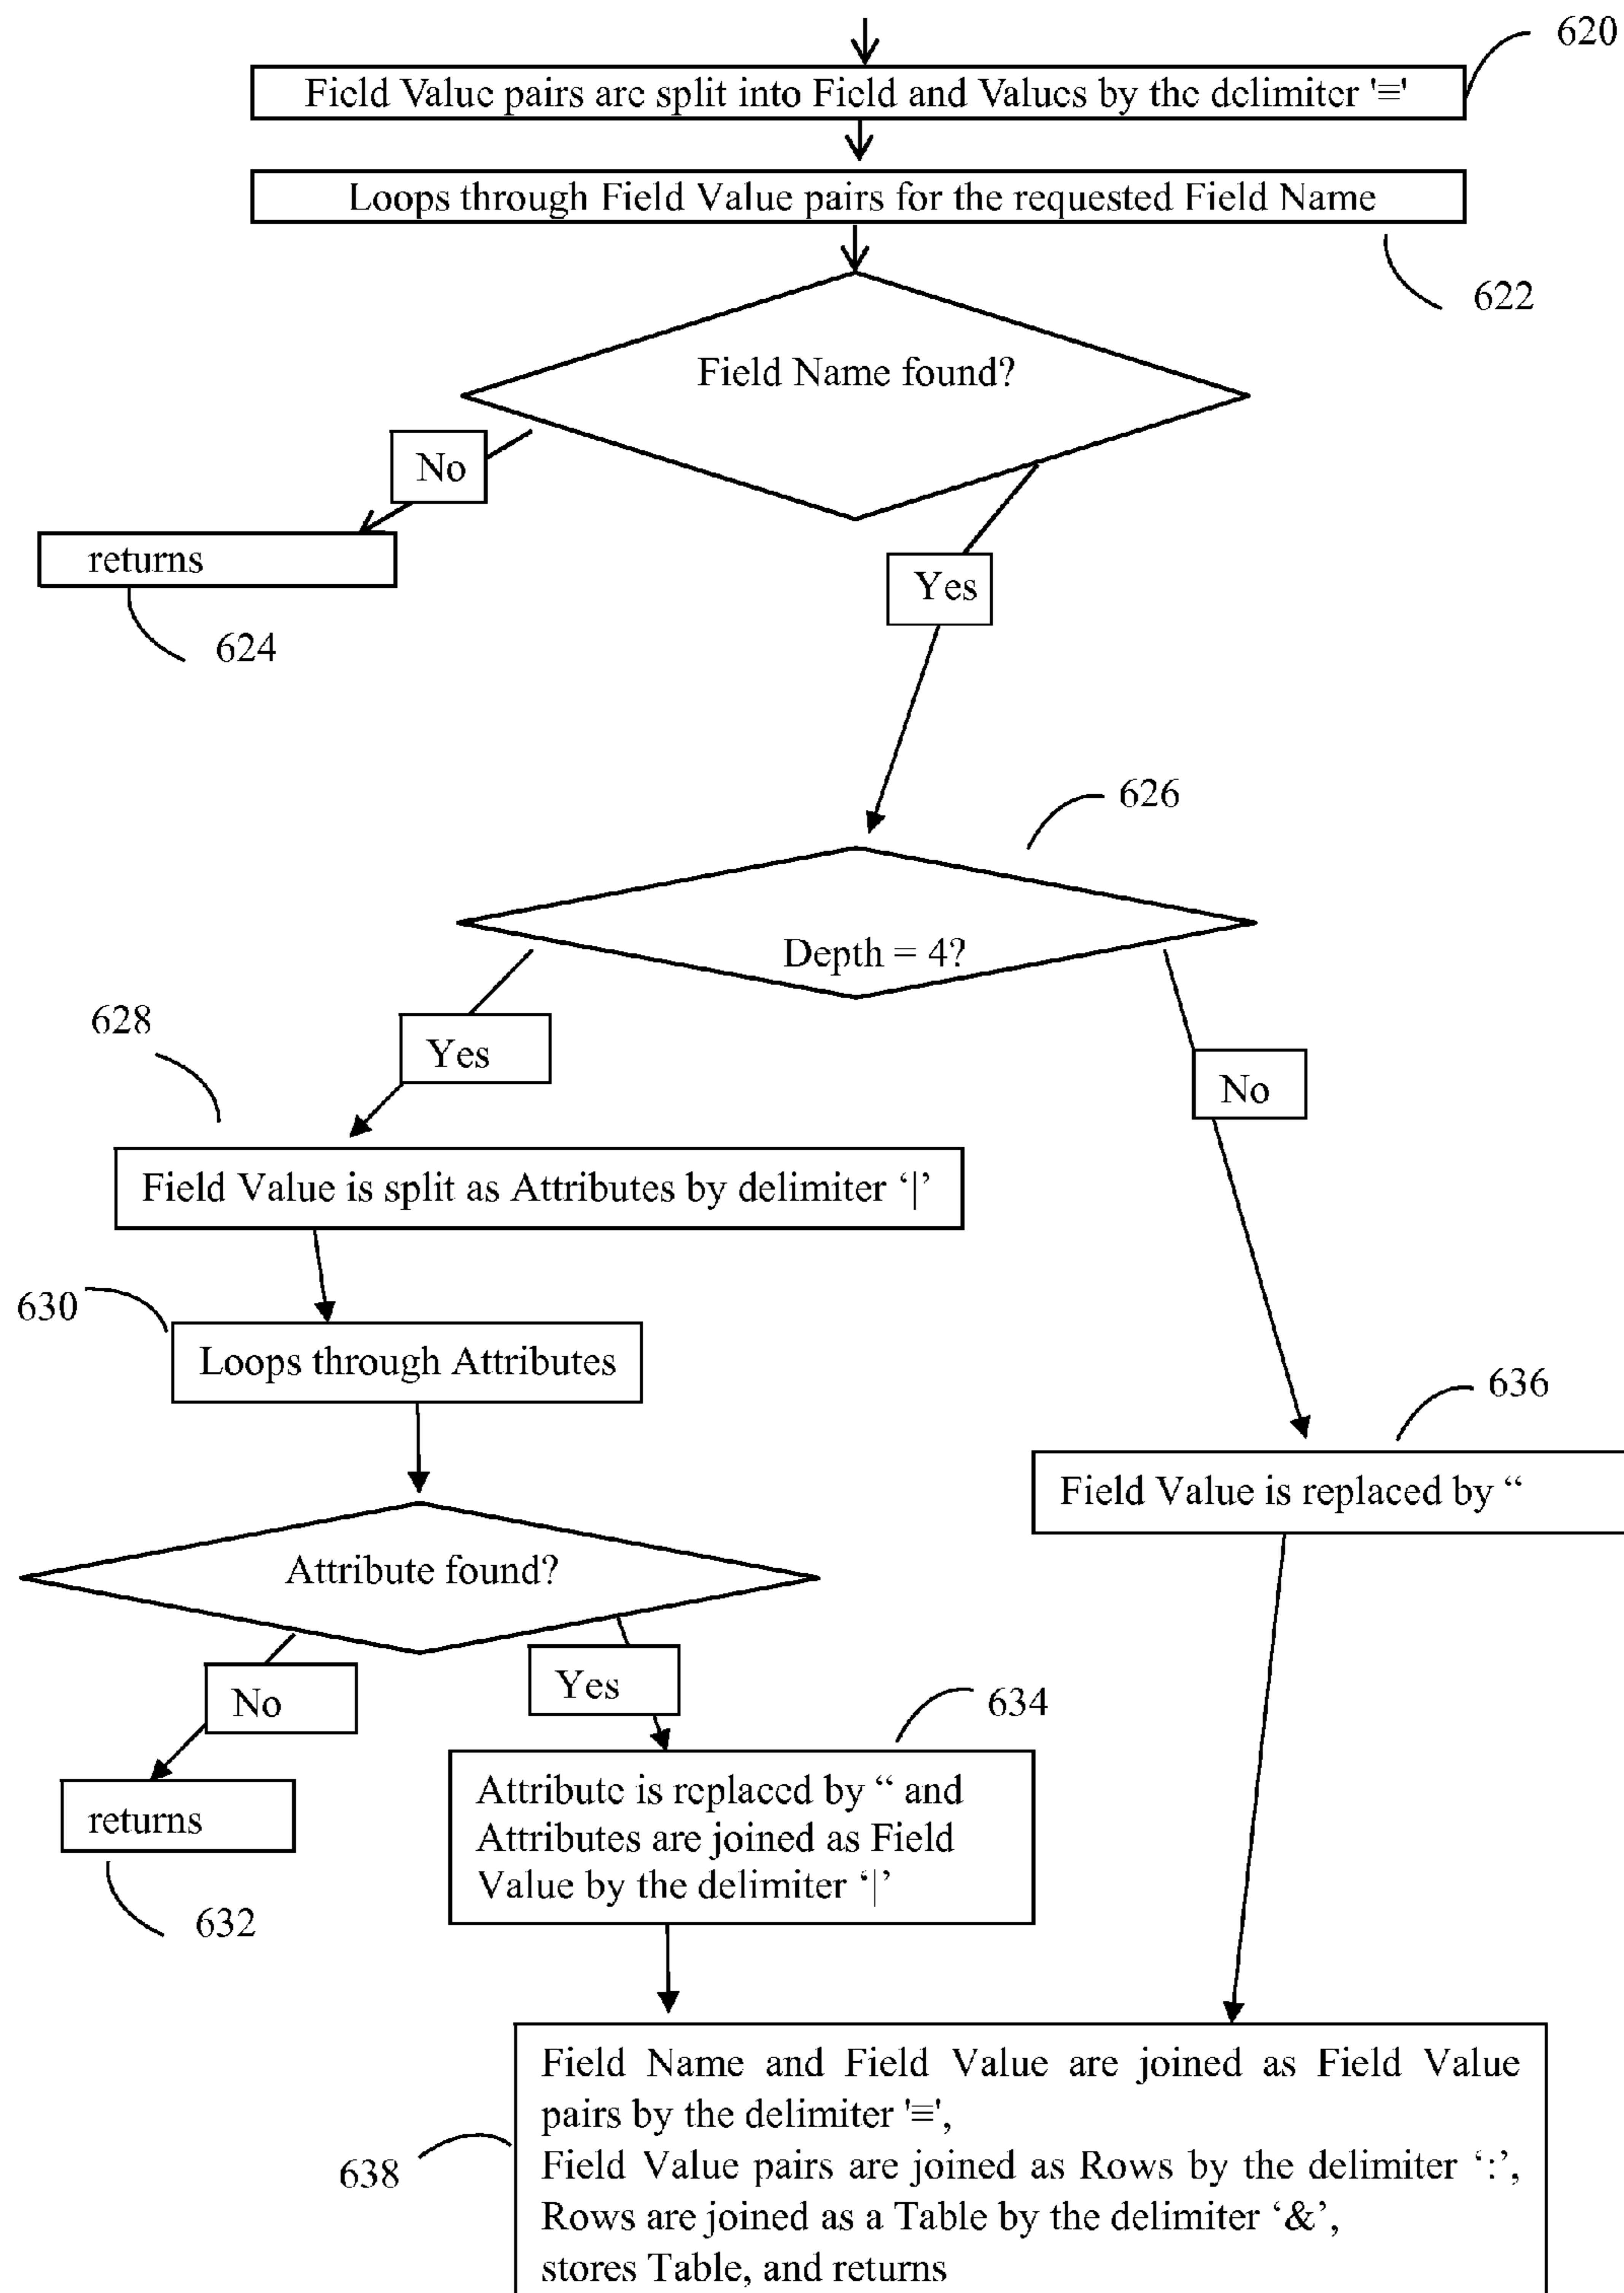 620
Field Value pairs are split into Field and Values by the delimiter '≡'
Loops through Field Value pairs for the requested Field Name
622
Field Name found?
No
returns
Yes
624
626
Depth = 4?
628
Yes
No
Field Value is split as Attributes by delimiter ‘|’
630
Loops through Attributes
636
Field Value is replaced by “
Attribute found?
No
Yes
634
returns
Attribute is replaced by “ and
Attributes are joined as Field
Value by the delimiter ‘|’
632
Field Name and Field Value are joined as Field Value
pairs by the delimiter '≡',
638
Field Value pairs are joined as Rows by the delimiter ‘:’,
Rows are joined as a Table by the delimiter ‘&’,
stores Table, and returns